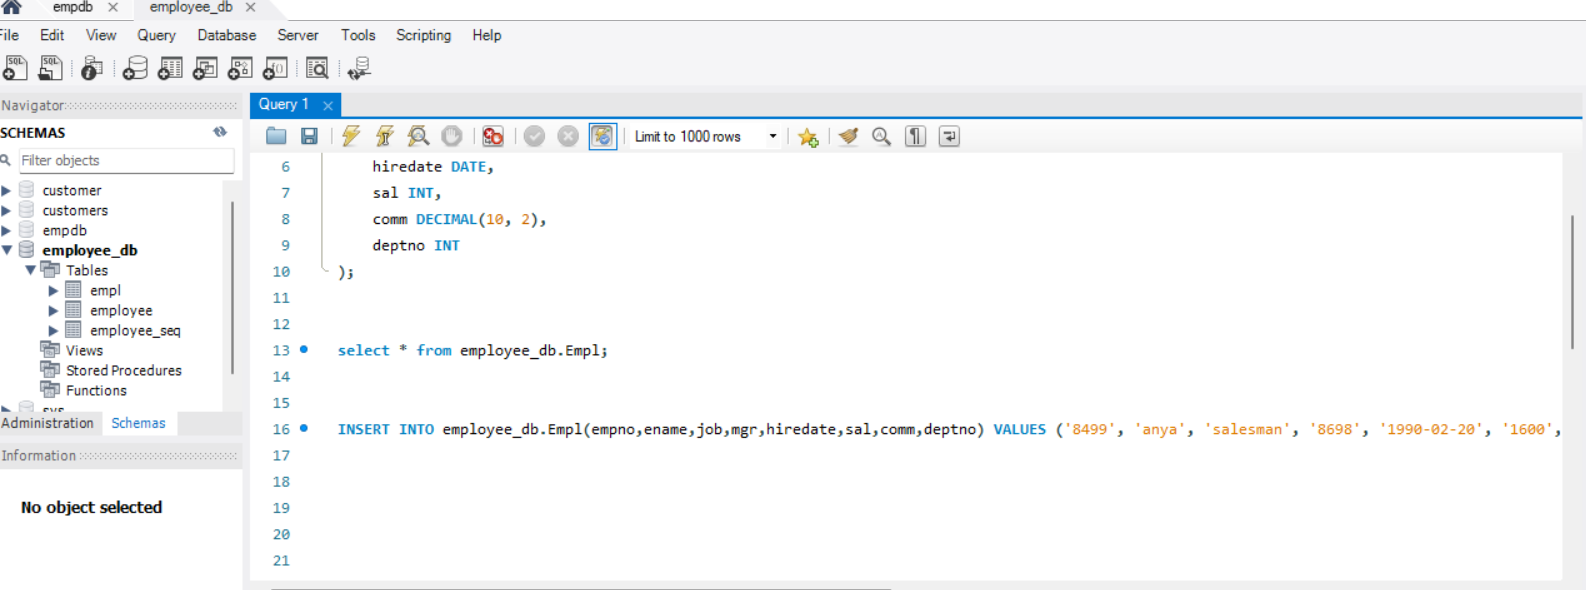 empdb
employee_db
File Edit View Query Database Server Tools Scripting Help
Navigator
SCHEMAS
Filter objects
customer
customers
empdb
employee_db
Tables
empl
employee
employee_seq
Views
Stored Procedures
Functions
sys
Administration Schemas
Information
No object selected
Query 1
Limit to 1000 rows
6 hiredate DATE,
7 sal INT,
8 comm DECIMAL(10, 2),
9 deptno INT
10 );
11
12
13 select * from employee_db.Empl;
14
15
16 INSERT INTO employee_db.Empl(empno,ename,job,mgr,hiredate,sal,comm,deptno) VALUES ('8499', 'anya', 'salesman', '8698', '1990-02-20', '1600',
17
18
19
20
21